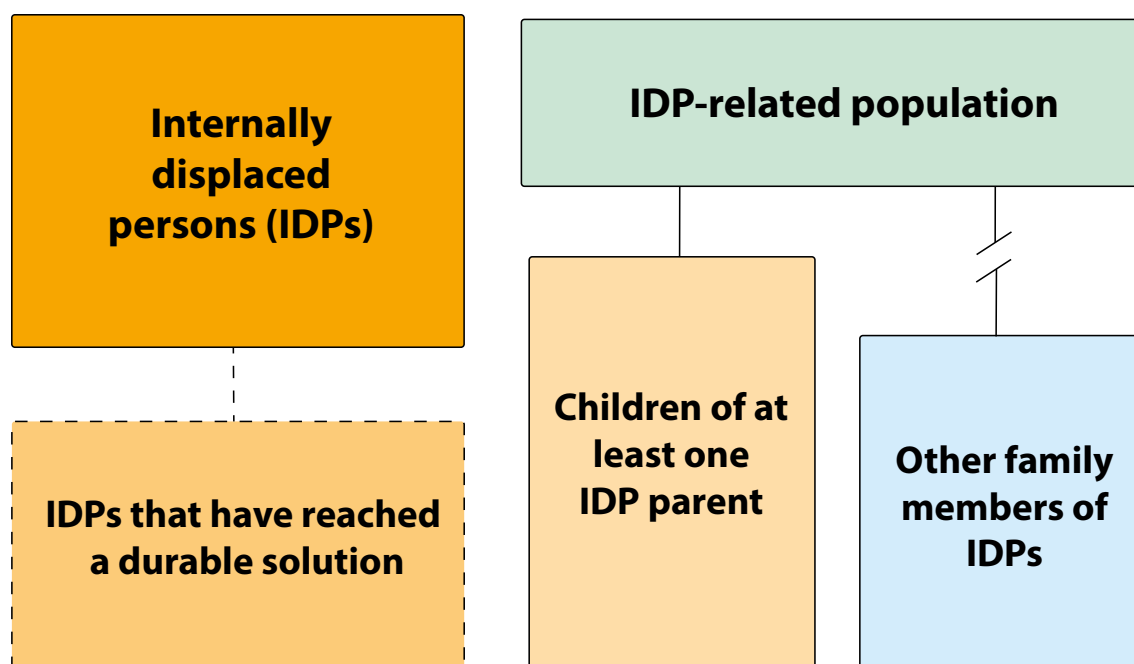 Internally
displaced
persons (IDPs)
IDPs that have reached
a durable solution
IDP-related population
Children of at
least one
IDP parent
Other family
members of
IDPs